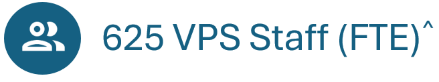 625 VPS Staff (FTE)^